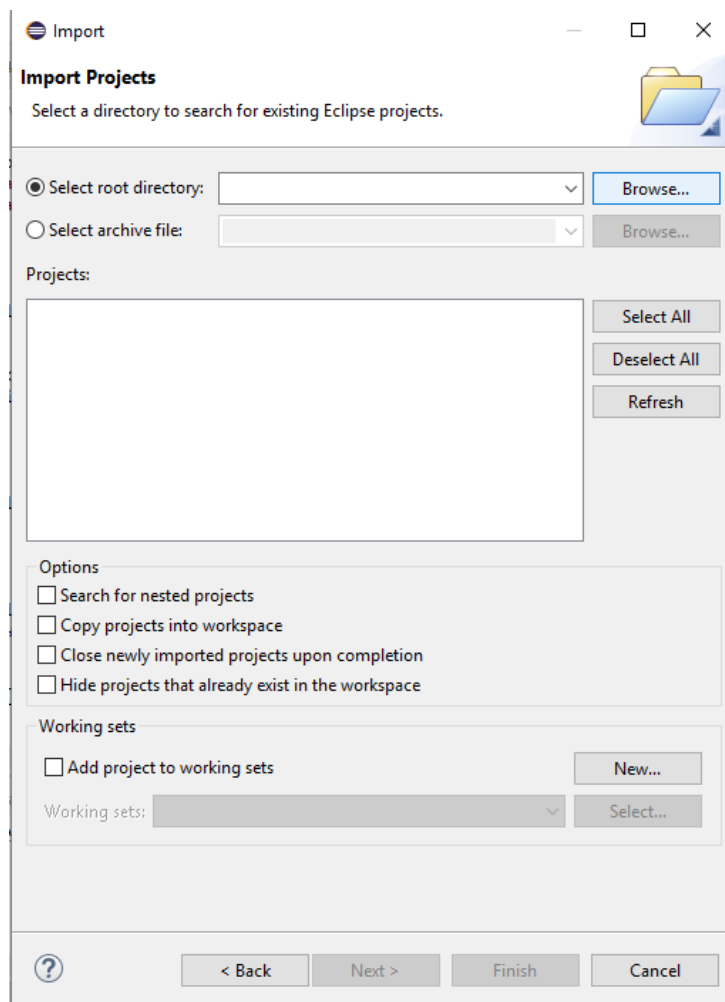 Import
Import Projects
Select a directory to search for existing Eclipse projects.
Select root directory: Browse...
Select archive file: Browse...
Projects:
Select All
Deselect All
Refresh
Options
Search for nested projects
Copy projects into workspace
Close newly imported projects upon completion
Hide projects that already exist in the workspace
Working sets
Add project to working sets New...
Working sets: Select...
? < Back Next > Finish Cancel